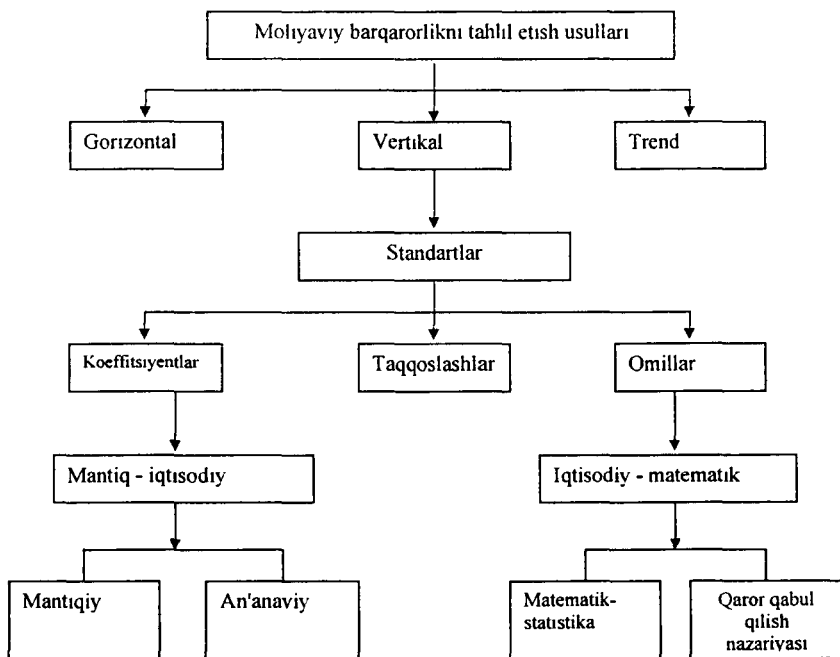 Moliyaviy barqarorlikni tahlil etish usullari
Gorizontal
Vertikal
Trend
Standartlar
Koeffitsiyentlar
Taqqoslashlar
Omillar
Mantiq - iqtisodiy
Iqtisodiy - matematik
Mantiqiy
An'anaviy
Matematik-
statistika
Qaror qabul
qilish
nazariyasi